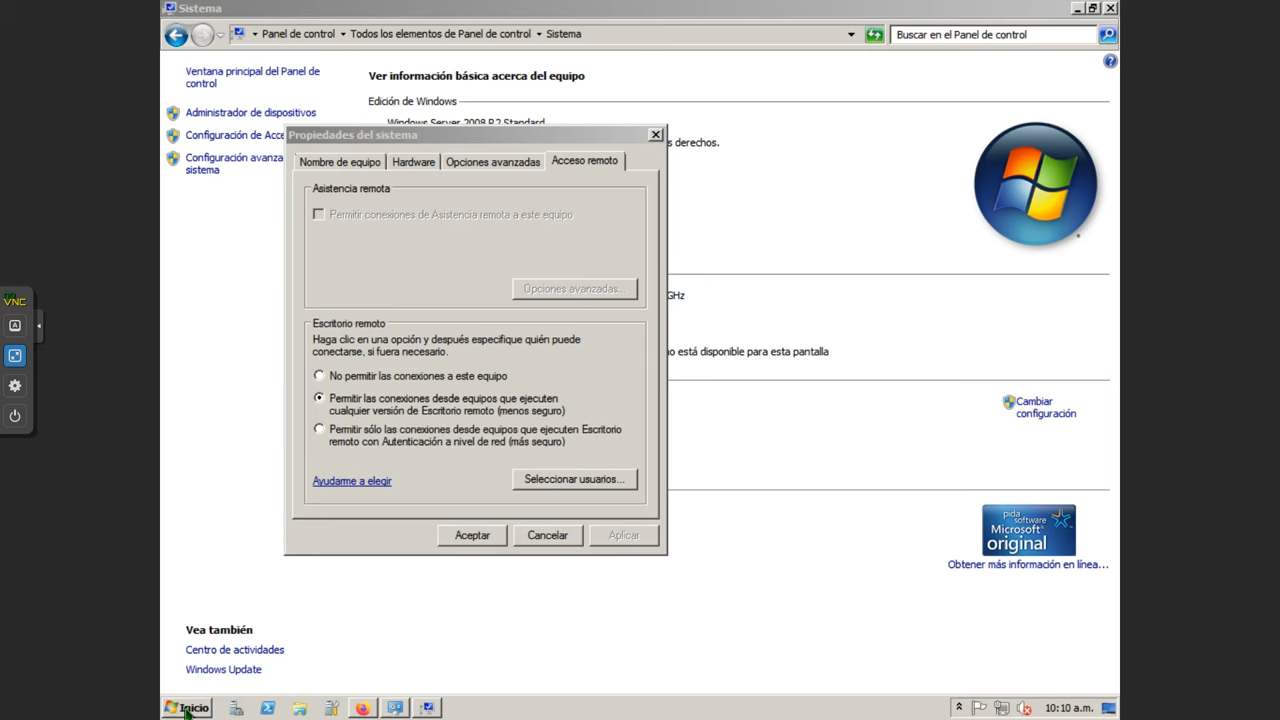 Sistema
Panel de control
Todos los elementos de Panel de control
Sistema
Buscar en el Panel de control
Ventana principal del Panel de
control
Administrador de dispositivos
Configuración de Acce
Configuración avanza
sistema
Ver información básica acerca del equipo
Edición de Windows
Windows Server 2008 R2 Standard
s derechos.
GHz
o está disponible para esta pantalla
Cambiar
configuración
Propiedades del sistema
Nombre de equipo
Hardware
Opciones avanzadas
Acceso remoto
Asistencia remota
Permitir conexiones de Asistencia remota a este equipo
Opciones avanzadas...
Escritorio remoto
Haga clic en una opción y después especifique quién puede
conectarse, si fuera necesario.
No permitir las conexiones a este equipo
Permitir las conexiones desde equipos que ejecuten
cualquier versión de Escritorio remoto (menos seguro)
Permitir sólo las conexiones desde equipos que ejecuten Escritorio
remoto con Autenticación a nivel de red (más seguro)
Ayudarme a elegir
Seleccionar usuarios...
Aceptar
Cancelar
Aplicar
pida
software
Microsoft
original
Obtener más información en línea...
Vea también
Centro de actividades
Windows Update
VNC
A
Inicio
10:10 a.m.